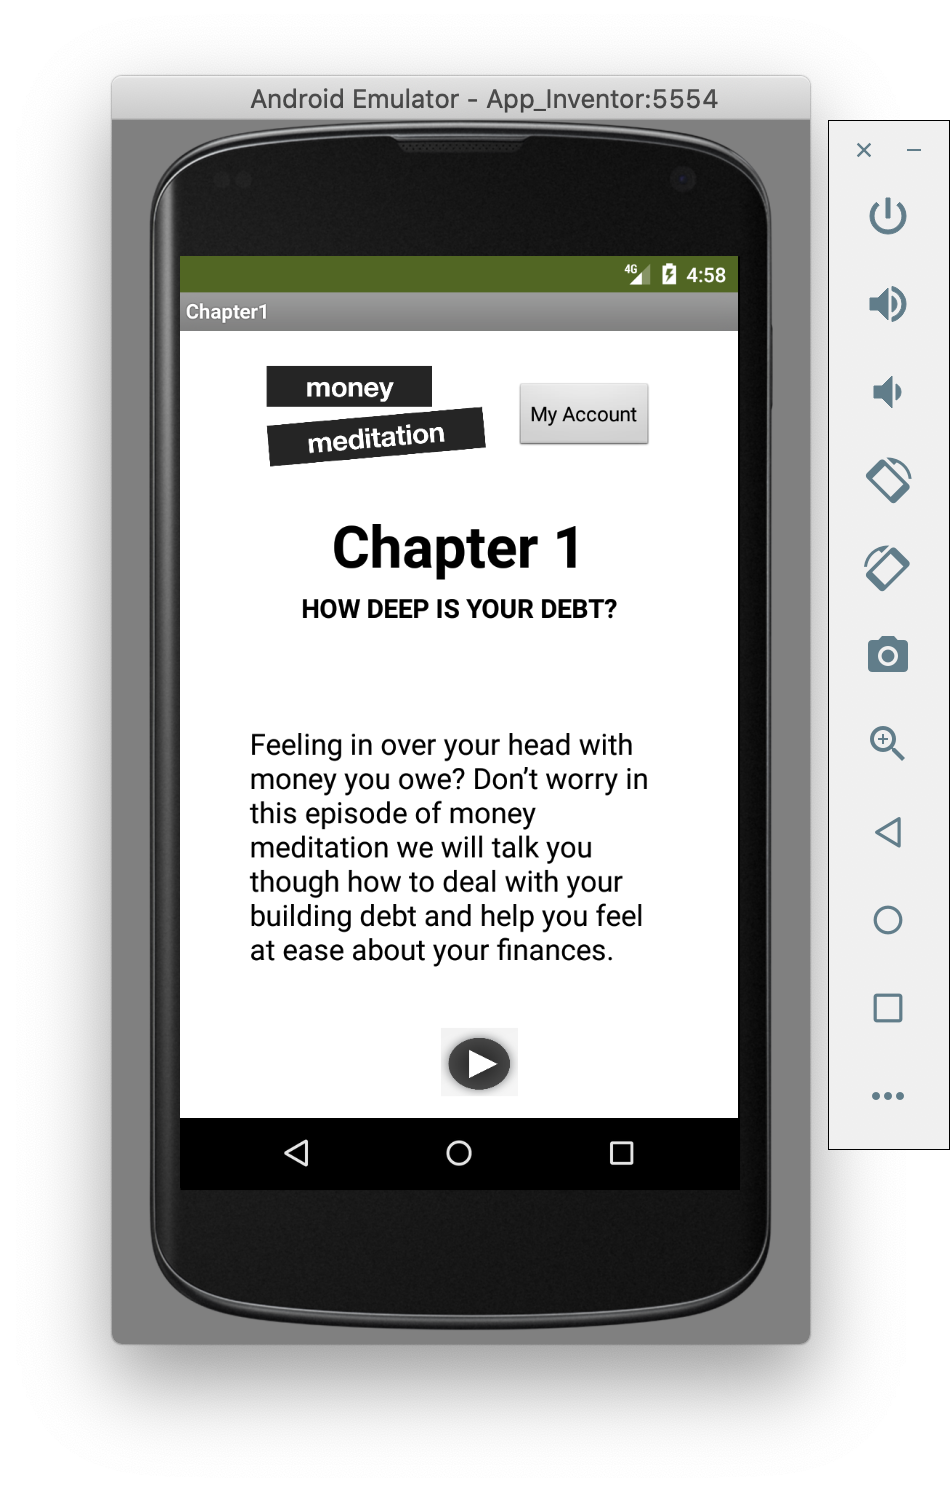 Android Emulator - App_Inventor:5554
4G 4:58
Chapter1
money
meditation
My Account
Chapter 1
HOW DEEP IS YOUR DEBT?
Feeling in over your head with
money you owe? Don’t worry in
this episode of money
meditation we will talk you
though how to deal with your
building debt and help you feel
at ease about your finances.